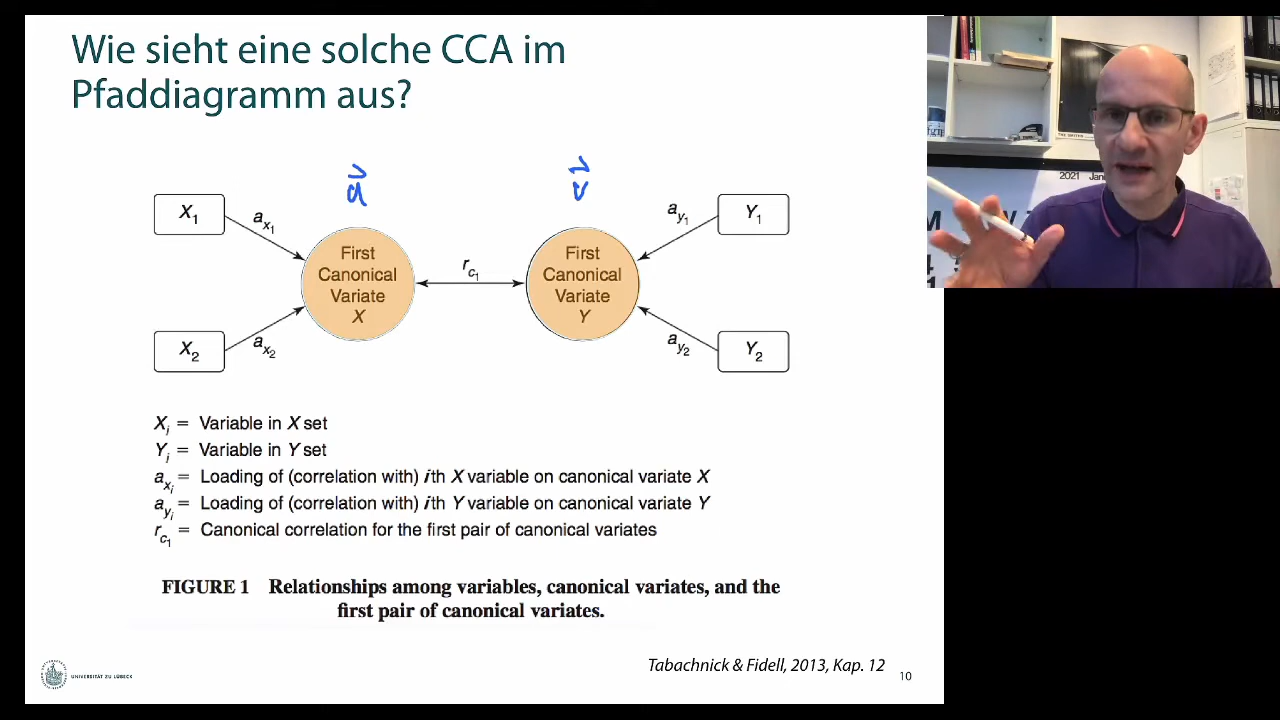 Wie sieht eine solche CCA im
Pfaddiagramm aus?
X1
ax1
First
Canonical
Variate
X
rc1
First
Canonical
Variate
Y
ay1
Y1
X2
ax2
ay2
Y2
Xi = Variable in X set
Yi = Variable in Y set
axi = Loading of (correlation with) ith X variable on canonical variate X
ayi = Loading of (correlation with) ith Y variable on canonical variate Y
rc1 = Canonical correlation for the first pair of canonical variates
FIGURE 1 Relationships among variables, canonical variates, and the
first pair of canonical variates.
Tabachnick & Fidell, 2013, Kap. 12
10
UNIVERSITÄT ZU LÜBECK
2021